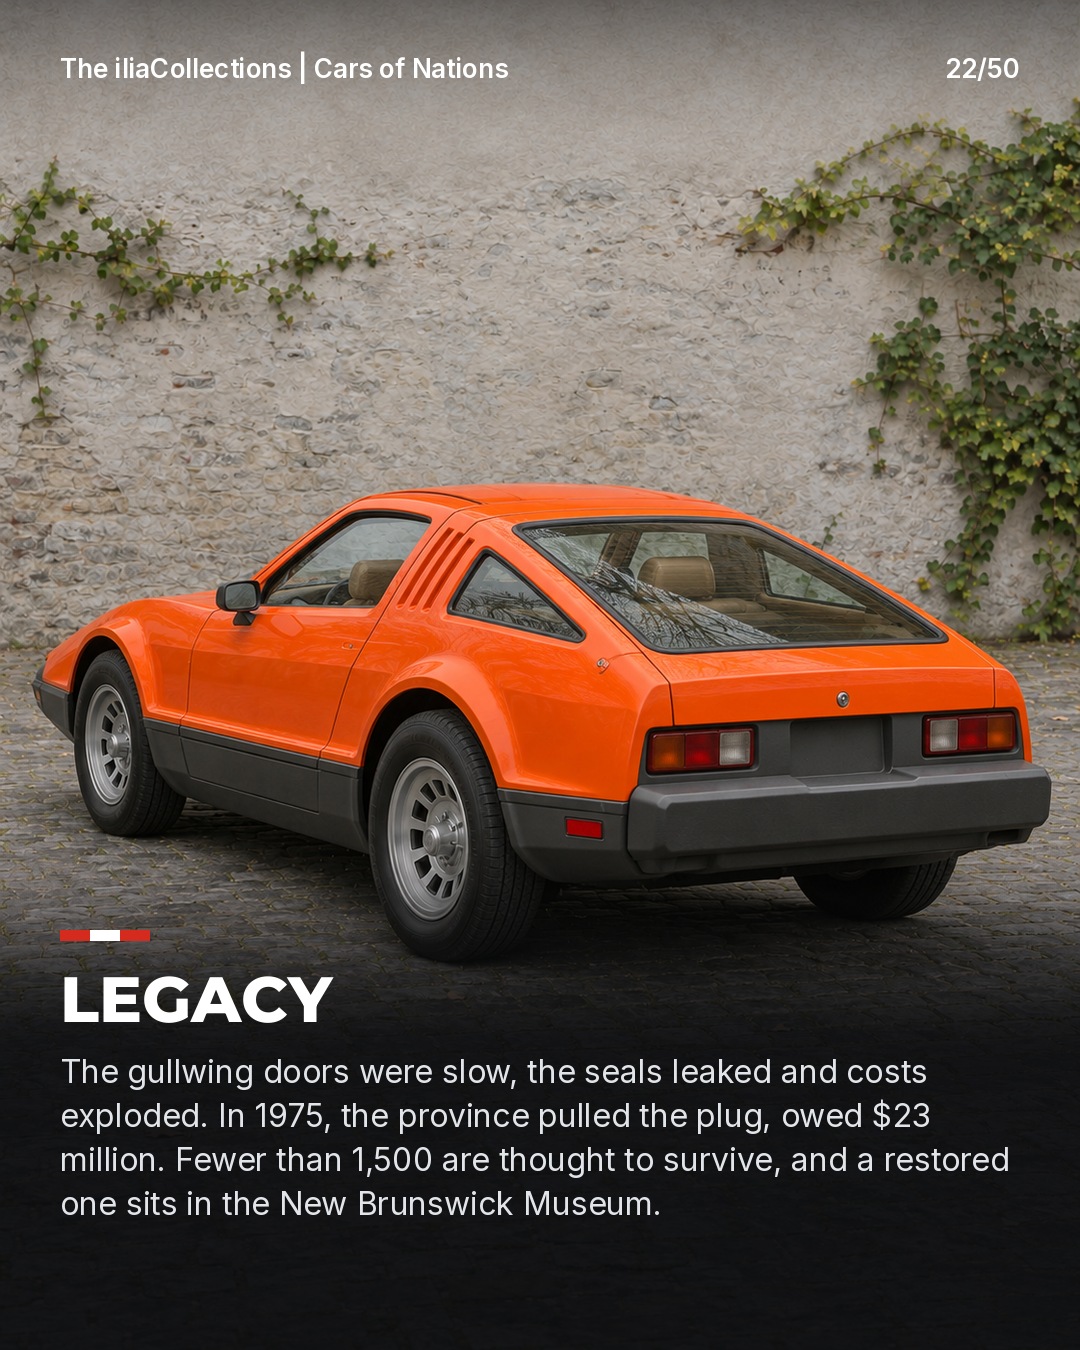 The iliaCollections | Cars of Nations
22/50
LEGACY
The gullwing doors were slow, the seals leaked and costs
exploded. In 1975, the province pulled the plug, owed $23
million. Fewer than 1,500 are thought to survive, and a restored
one sits in the New Brunswick Museum.